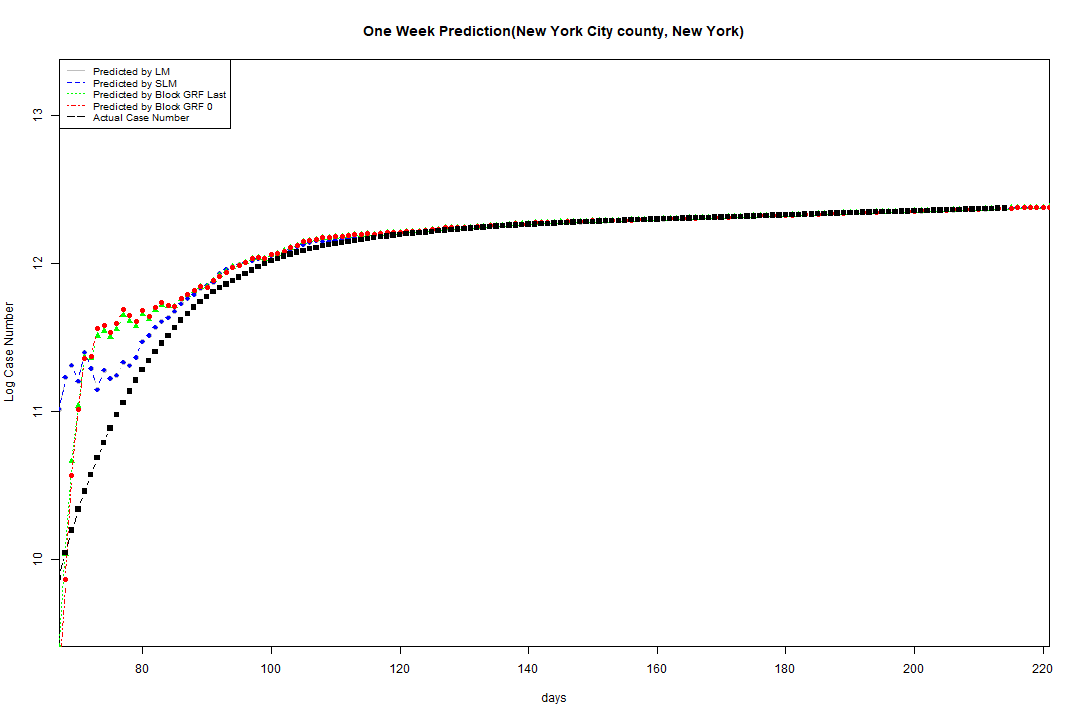 One Week Prediction(New York City county, New York)
Predicted by LM
Predicted by SLM
Predicted by Block GRF Last
Predicted by Block GRF 0
Actual Case Number
13
12
11
10
Log Case Number
80 100 120 140 160 180 200 220
days